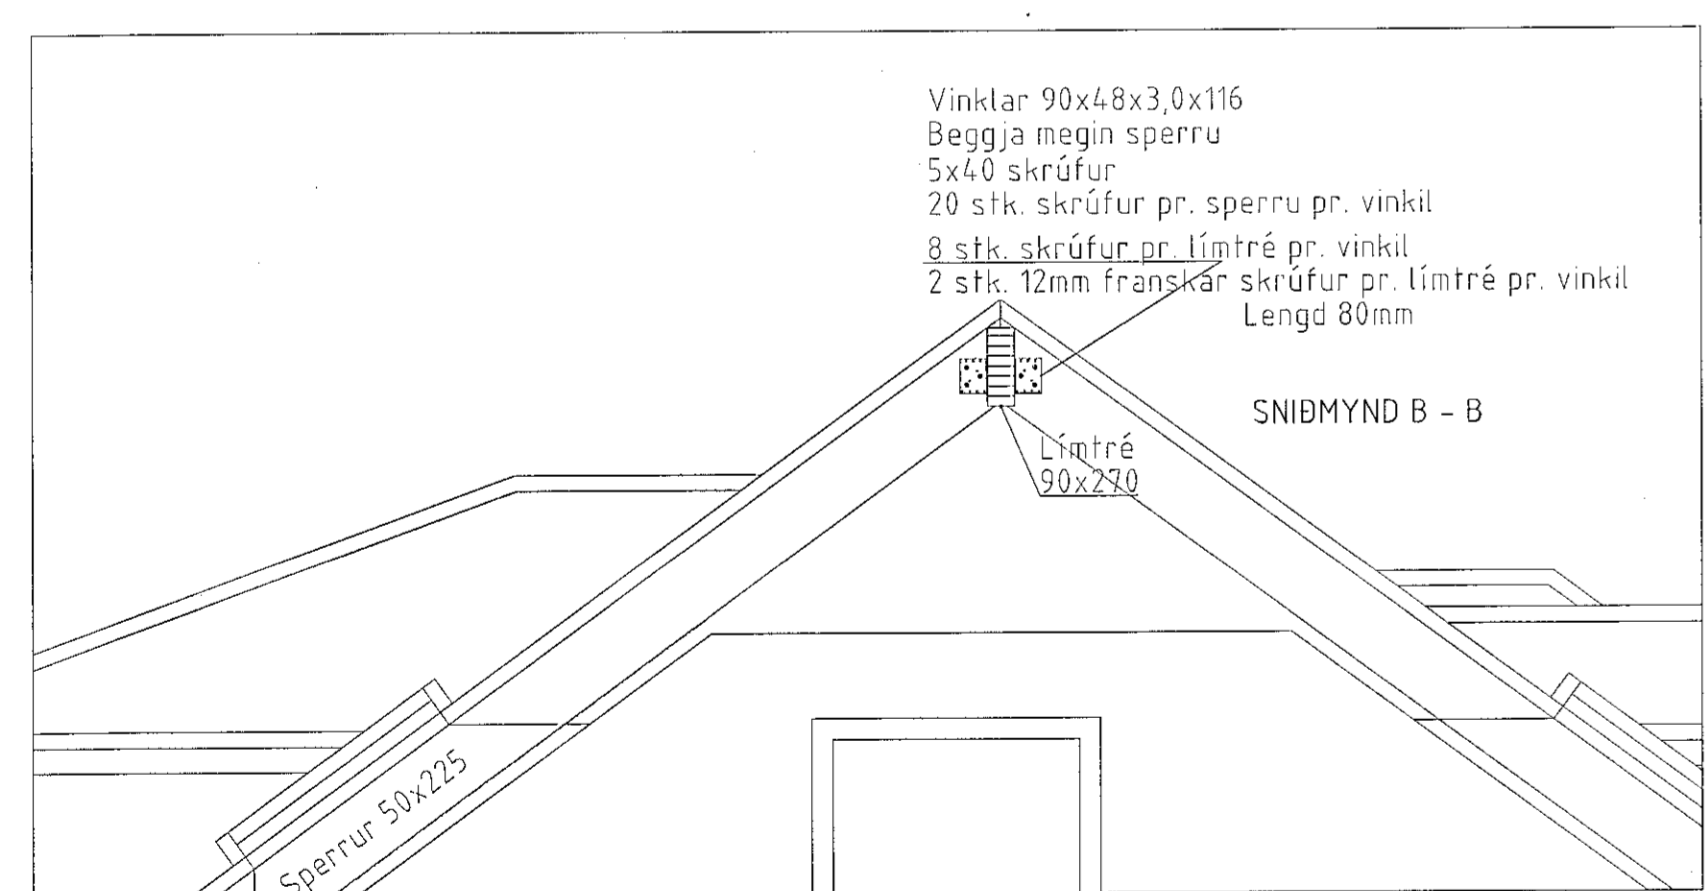 Vinklar 90x48x3,0x116
Beggja megin sperru
5x40 skrúfur
20 stk. skrúfur pr. sperru pr. vinkil
8 stk. skrúfur pr. límtré pr. vinkil
2 stk. 12mm franskar skrúfur pr. límtré pr. vinkil
Lengd 80mm
SNIÐMYND B - B
Límtré
90x270
Sperrur 50x225